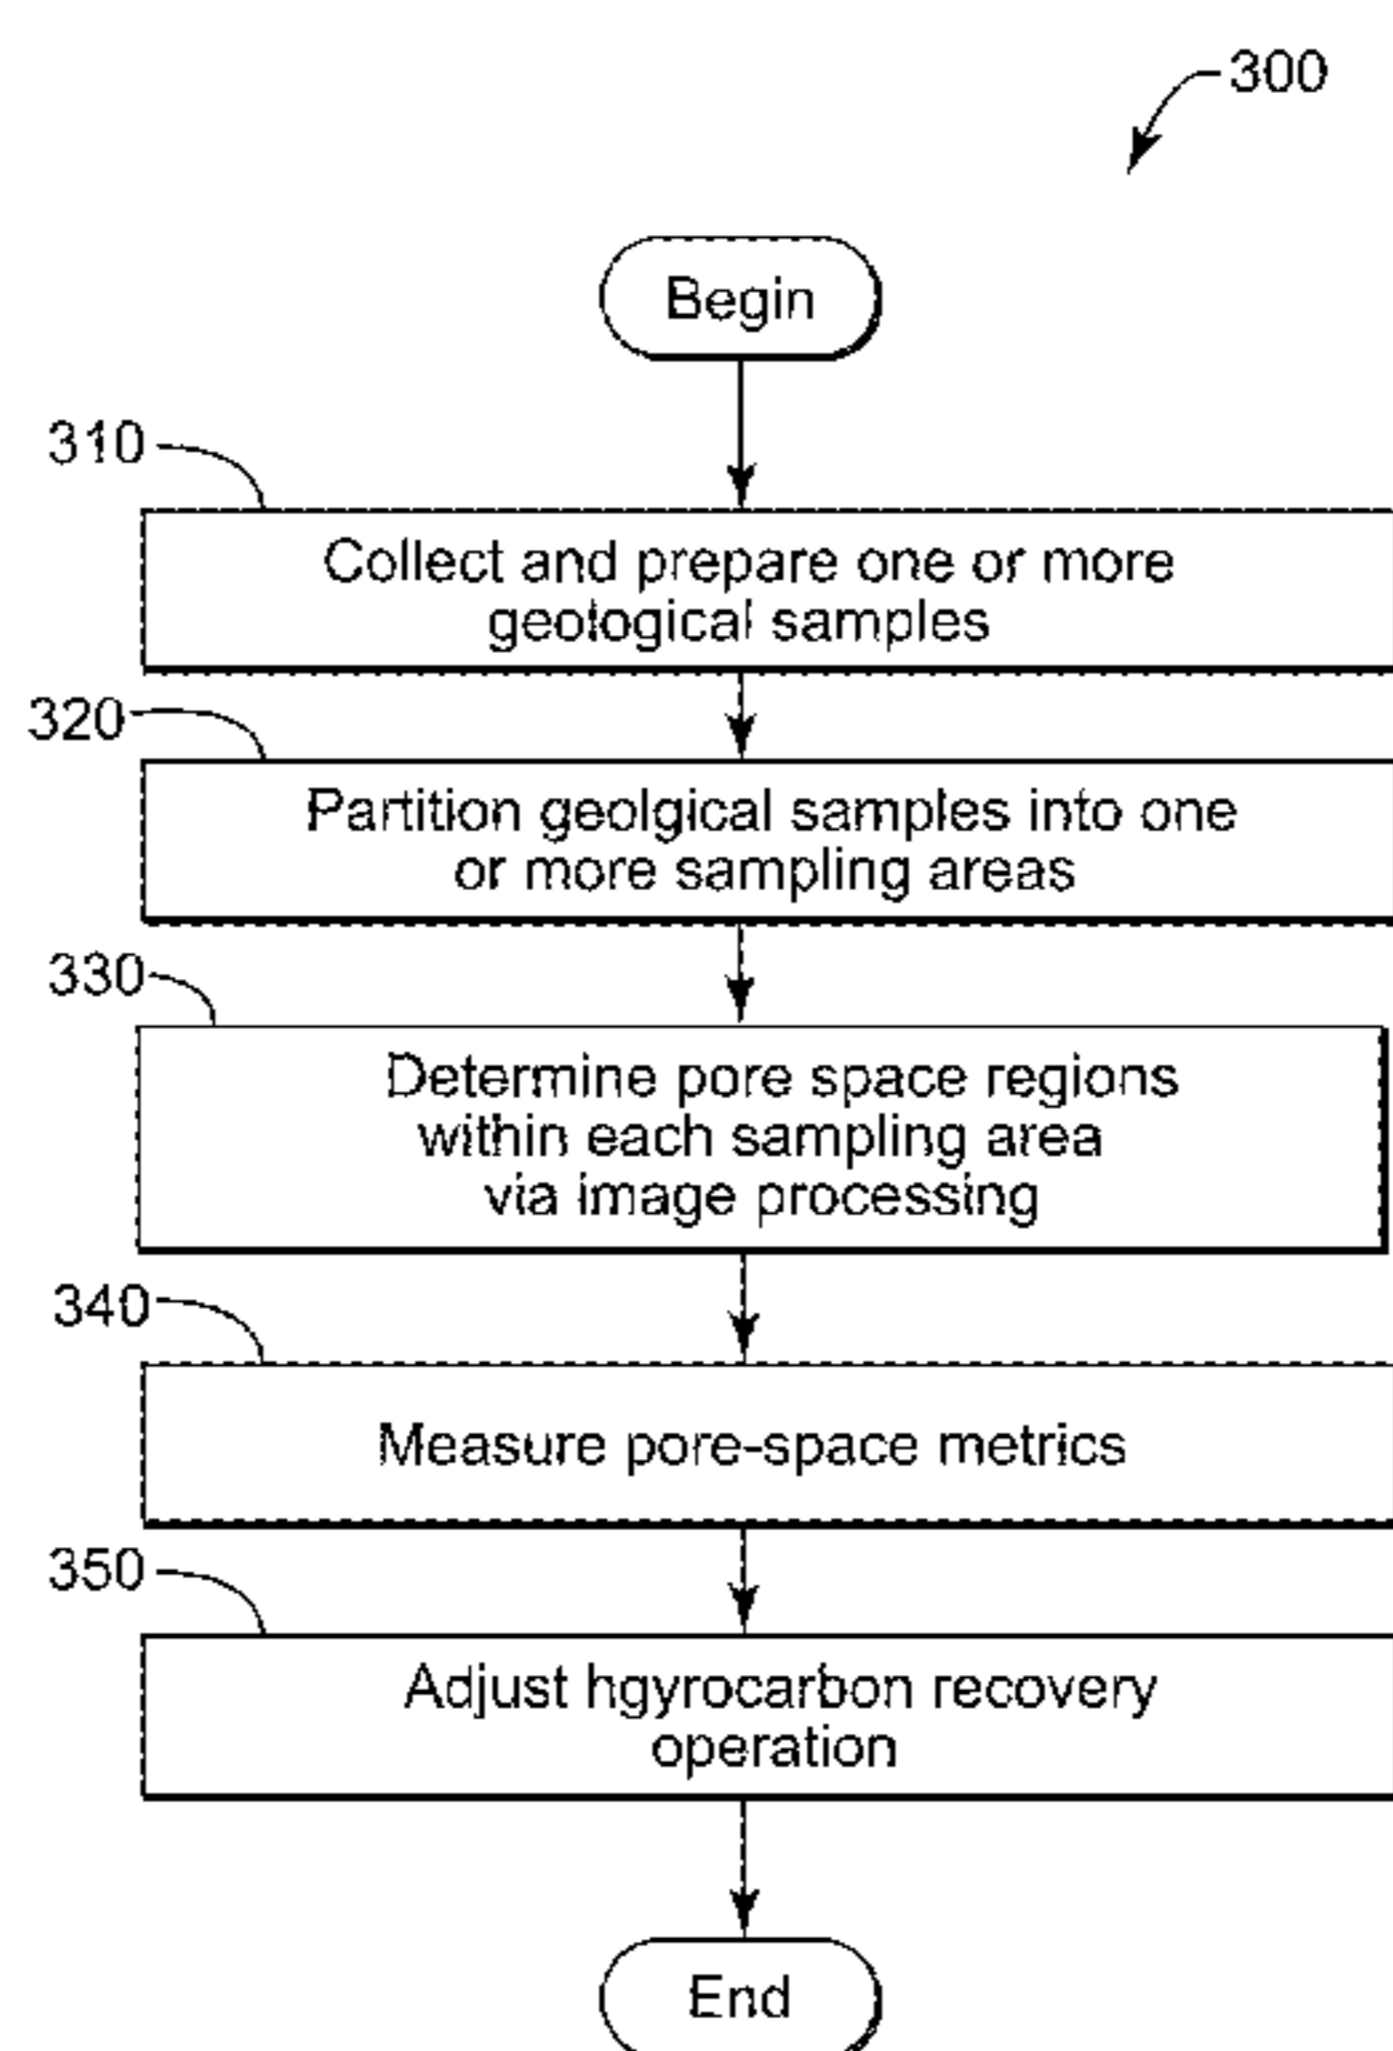 300
Begin
310
Collect and prepare one or more
geological samples
320
Partition geolgical samples into one
or more sampling areas
330
Determine pore space regions
within each sampling area
via image processing
340
Measure pore-space metrics
350
Adjust hgyrocarbon recovery
operation
End